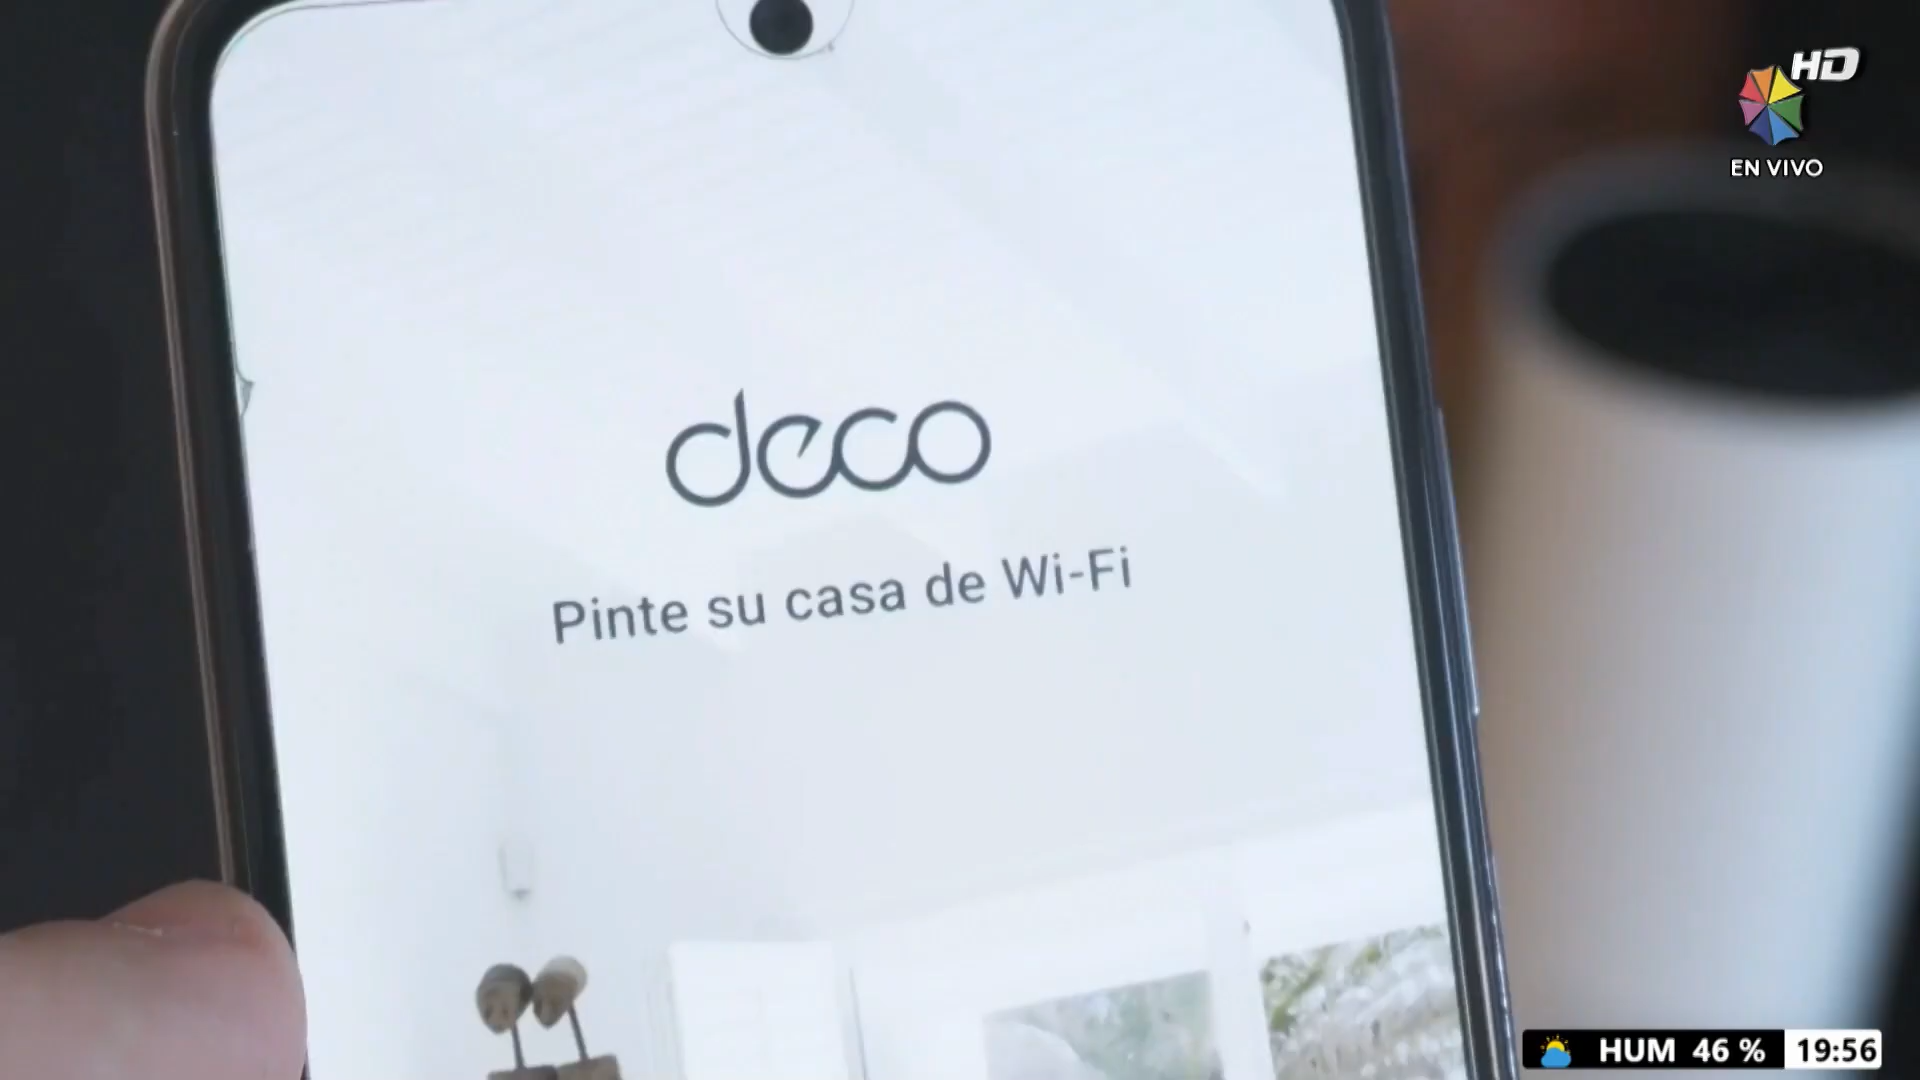 HD
EN VIVO
deco
Pinte su casa de Wi-Fi
HUM 46 % 19:56